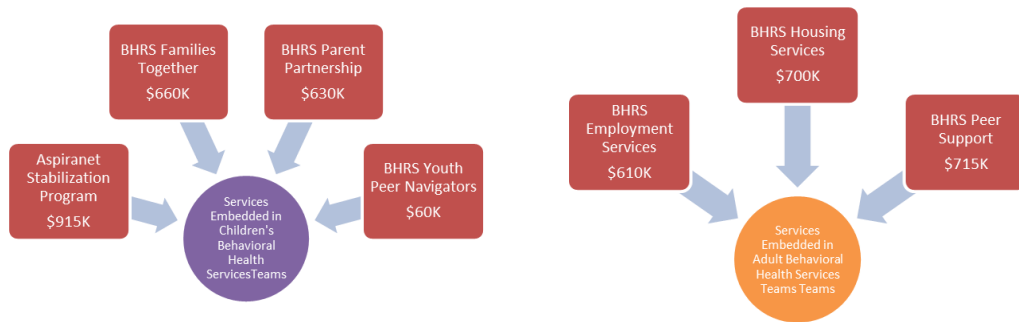 BHRS Families
Together
$660K
BHRS Parent
Partnership
$630K
Aspiranet
Stabilization
Program
$915K
BHRS Youth
Peer Navigators
$60K
Services
Embedded in
Children's
Behavioral
Health
ServicesTeams
BHRS Housing
Services
$700K
BHRS
Employment
Services
$610K
BHRS Peer
Support
$715K
Services
Embedded in
Adult Behavioral
Health Services
Teams Teams